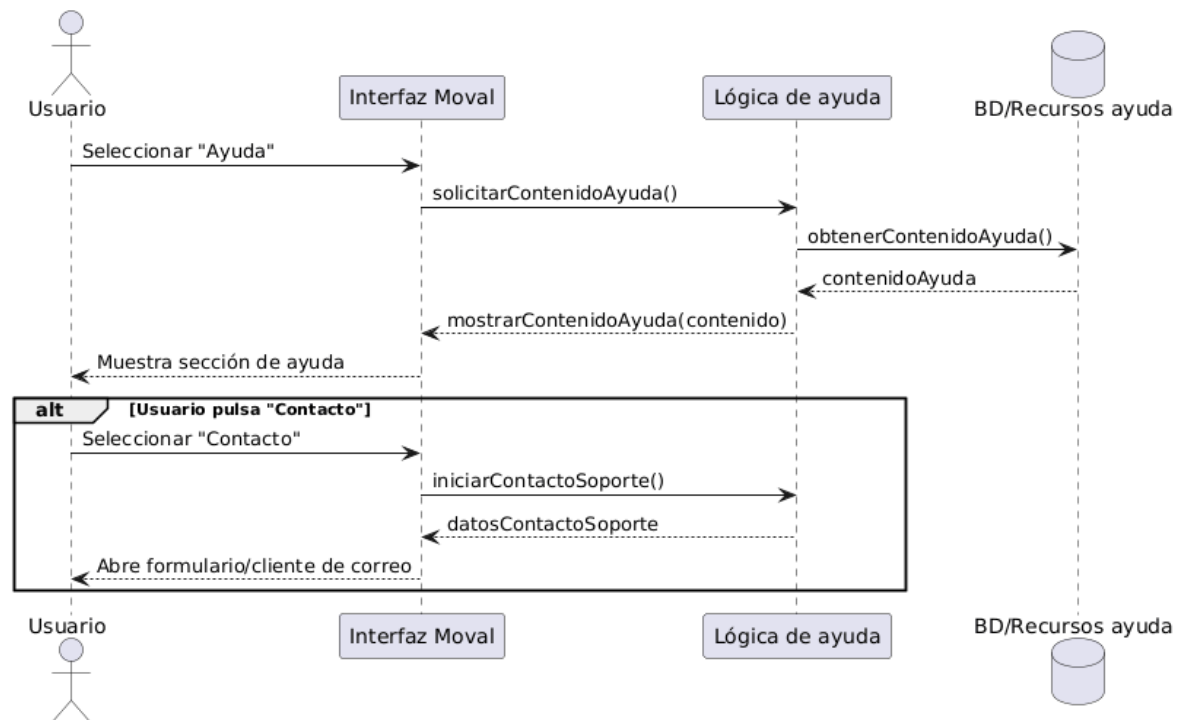 Usuario
Interfaz Moval
Lógica de ayuda
BD/Recursos ayuda
Seleccionar "Ayuda"
solicitarContenidoAyuda()
obtenerContenidoAyuda()
contenidoAyuda
mostrarContenidoAyuda(contenido)
Muestra sección de ayuda
alt [Usuario pulsa "Contacto"]
Seleccionar "Contacto"
iniciarContactoSoporte()
datosContactoSoporte
Abre formulario/cliente de correo
Usuario
Interfaz Moval
Lógica de ayuda
BD/Recursos ayuda